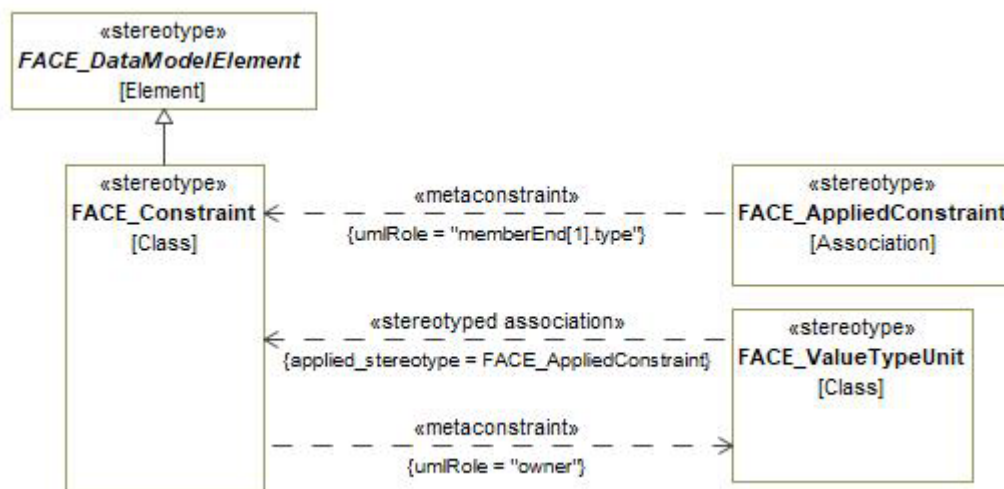 «stereotype»
FACE_DataModelElement
[Element]
«stereotype»
FACE_Constraint
[Class]
«metaconstraint»
{umlRole = "memberEnd[1].type"}
«stereotype»
FACE_AppliedConstraint
[Association]
«stereotyped association»
{applied_stereotype = FACE_AppliedConstraint}
«stereotype»
FACE_ValueTypeUnit
[Class]
«metaconstraint»
{umlRole = "owner"}